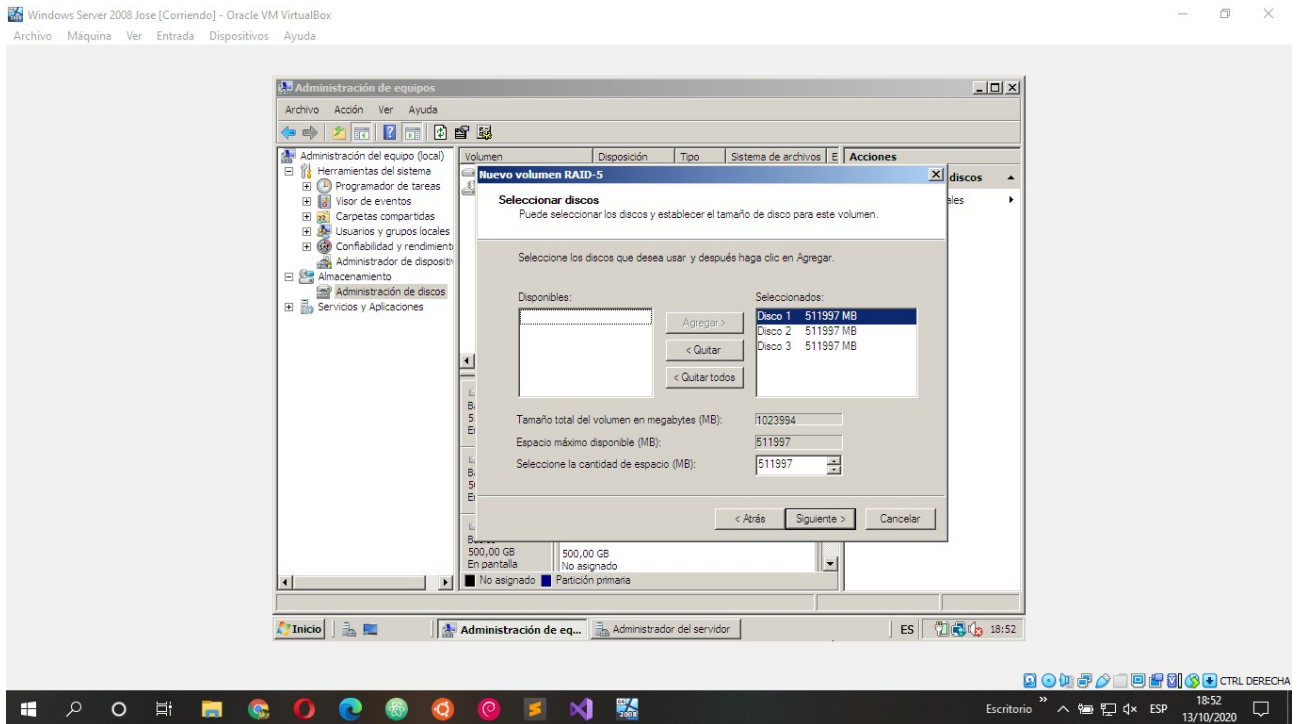 Windows Server 2008 Jose [Corriendo] - Oracle VM VirtualBox
Archivo Máquina Ver Entrada Dispositivos Ayuda
Administración de equipos
Archivo Acción Ver Ayuda
Administración del equipo (local)
Herramientas del sistema
Programador de tareas
Visor de eventos
Carpetas compartidas
Usuarios y grupos locales
Confiabilidad y rendimient
Administrador de dispositi
Almacenamiento
Administración de discos
Servicios y Aplicaciones
Volumen Disposición Tipo Sistema de archivos E
Acciones
discos
ales
Nuevo volumen RAID-5
Seleccionar discos
Puede seleccionar los discos y establecer el tamaño de disco para este volumen.
Seleccione los discos que desea usar y después haga clic en Agregar.
Disponibles:
Seleccionados:
Agregar >
< Quitar
< Quitar todos
Disco 1 511997 MB
Disco 2 511997 MB
Disco 3 511997 MB
Tamaño total del volumen en megabytes (MB): 1023994
Espacio máximo disponible (MB): 511997
Seleccione la cantidad de espacio (MB): 511997
< Atrás Siguiente > Cancelar
500,00 GB
En pantalla
500,00 GB
No asignado
No asignado Partición primaria
Inicio Administración de eq... Administrador del servidor ES 18:52
CTRL DERECHA
Escritorio » ESP 18:52
13/10/2020